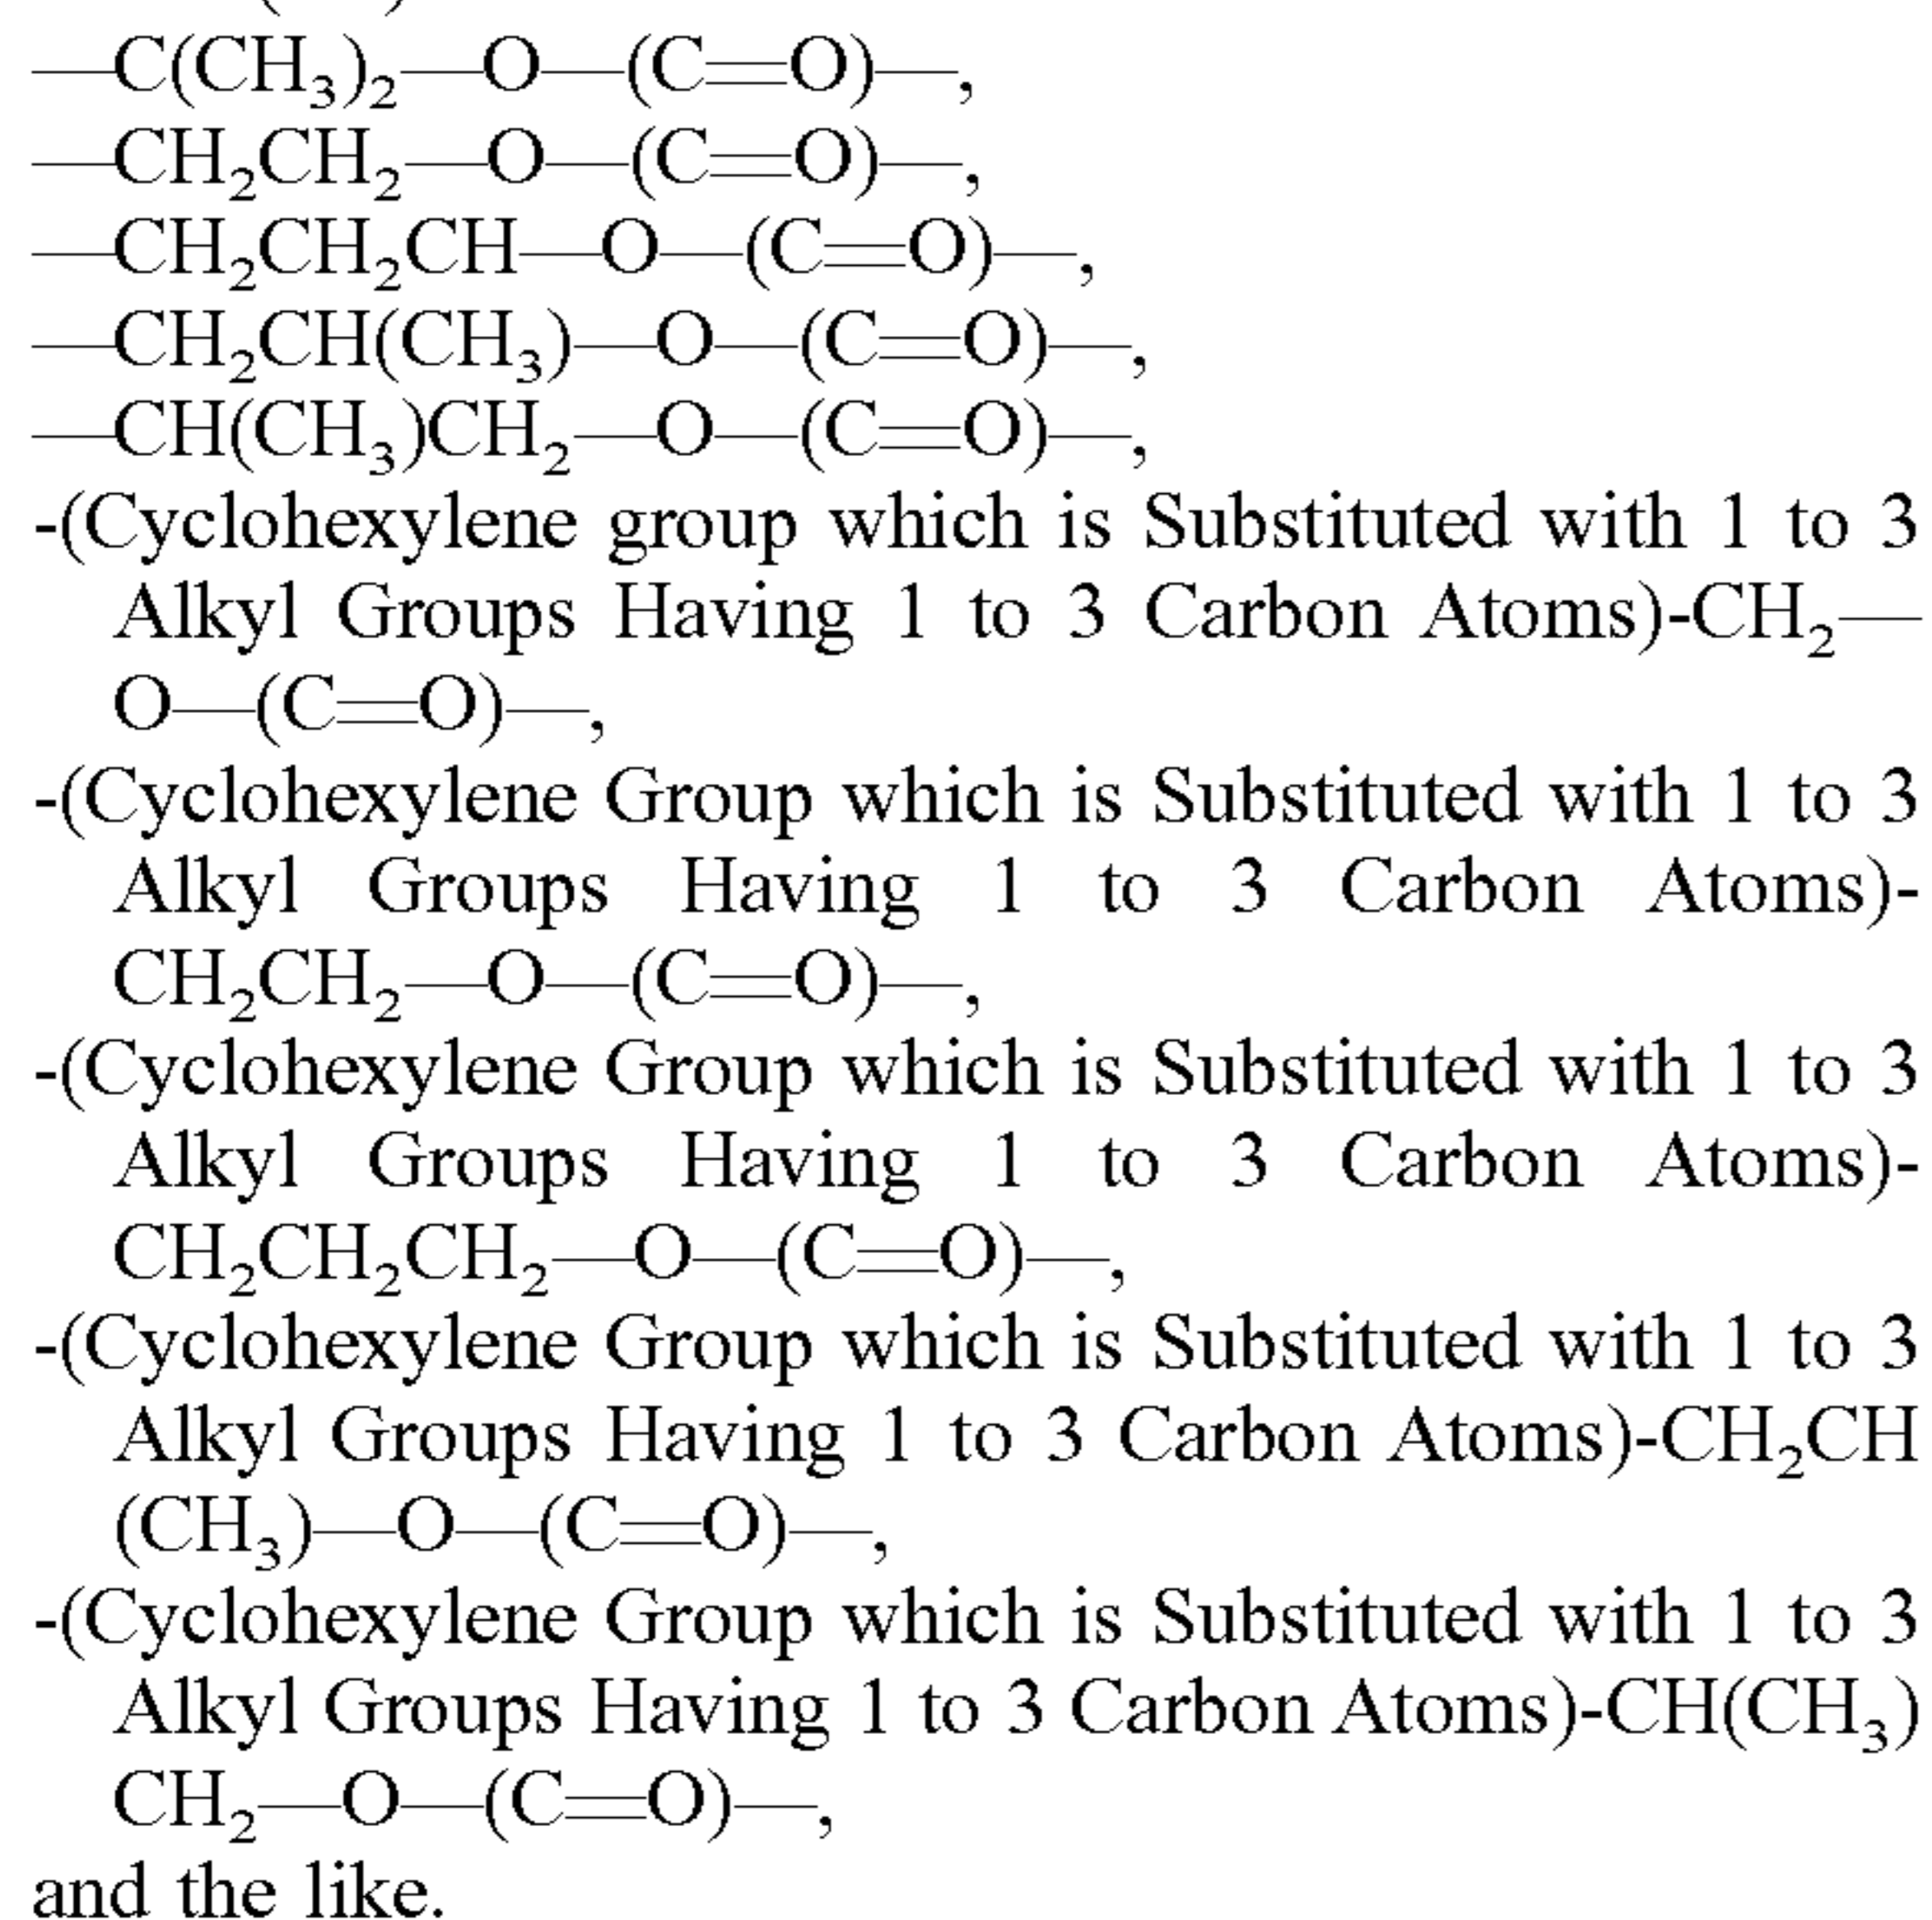 —C(CH₃)₂—O—(C=O)—,
—CH₂CH₂—O—(C=O)—,
—CH₂CH₂CH—O—(C=O)—,
—CH₂CH(CH₃)—O—(C=O)—,
—CH(CH₃)CH₂—O—(C=O)—,
-(Cyclohexylene group which is Substituted with 1 to 3
Alkyl Groups Having 1 to 3 Carbon Atoms)-CH₂—
O—(C=O)—,
-(Cyclohexylene Group which is Substituted with 1 to 3
Alkyl Groups Having 1 to 3 Carbon Atoms)-
CH₂CH₂—O—(C=O)—,
-(Cyclohexylene Group which is Substituted with 1 to 3
Alkyl Groups Having 1 to 3 Carbon Atoms)-
CH₂CH₂CH₂—O—(C=O)—,
-(Cyclohexylene Group which is Substituted with 1 to 3
Alkyl Groups Having 1 to 3 Carbon Atoms)-CH₂CH
(CH₃)—O—(C=O)—,
-(Cyclohexylene Group which is Substituted with 1 to 3
Alkyl Groups Having 1 to 3 Carbon Atoms)-CH(CH₃)
CH₂—O—(C=O)—,
and the like.